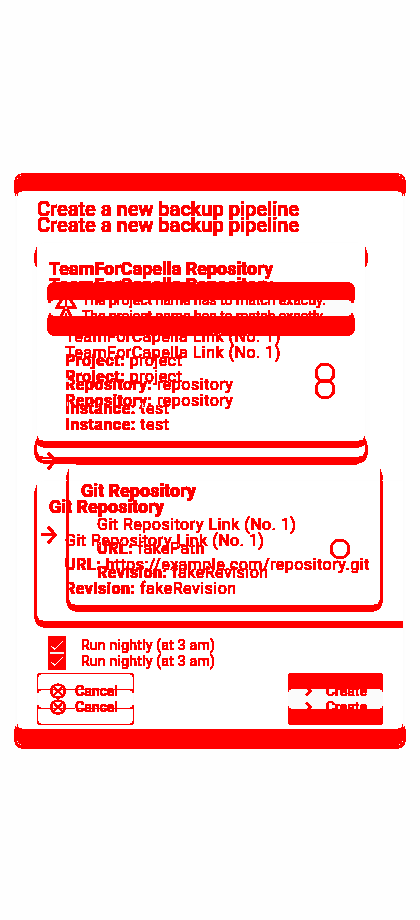 Create a new backup pipeline
Create a new backup pipeline
TeamForCapella Repository
TeamForCapella Repository
The project name has to match exactly.
The project name has to match exactly.
TeamForCapella Link (No. 1)
TeamForCapella Link (No. 1)
Project: project
Project: project
Repository: repository
Repository: repository
Instance: test
Instance: test
Git Repository
Git Repository
Git Repository Link (No. 1)
Git Repository Link (No. 1)
URL: fakePath
URL: https://example.com/repository.git
Revision: fakeRevision
Revision: fakeRevision
Run nightly (at 3 am)
Run nightly (at 3 am)
Cancel Create
Cancel Create